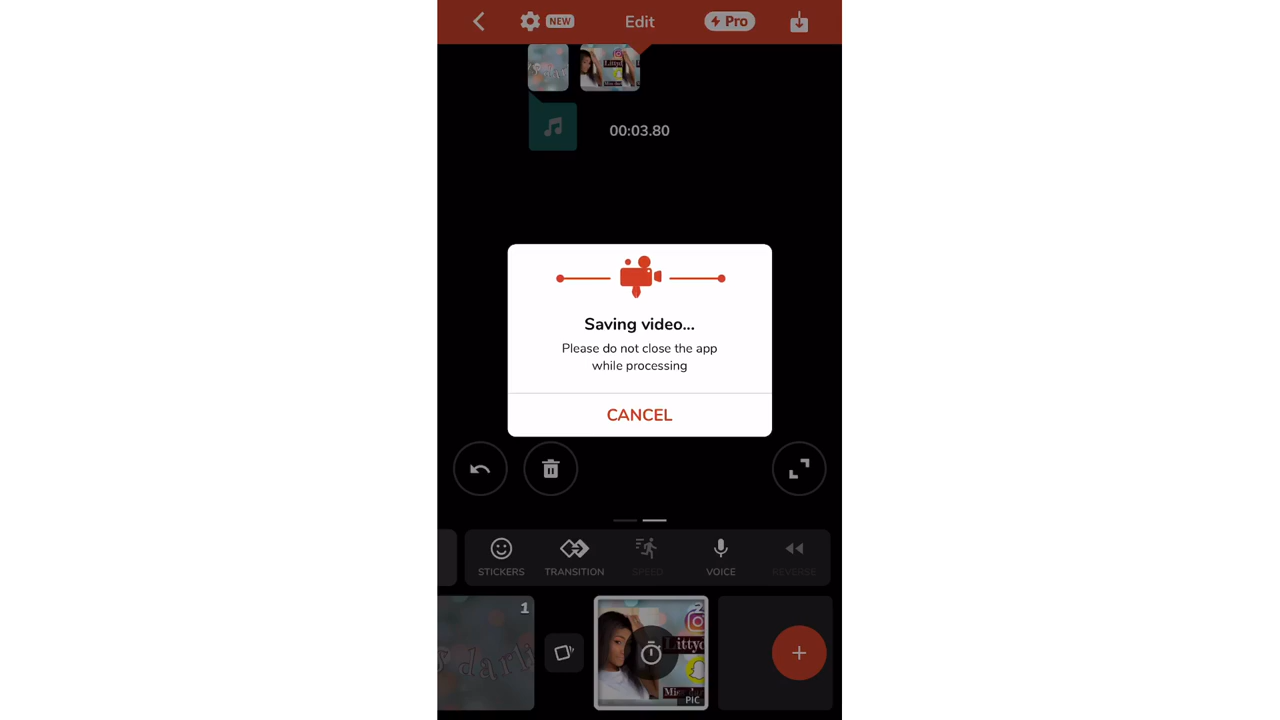 NEW
Edit
Pro
00:03.80
Saving video...
Please do not close the app
while processing
CANCEL
STICKERS
TRANSITION
SPEED
VOICE
REVERSE
1
2
PIC